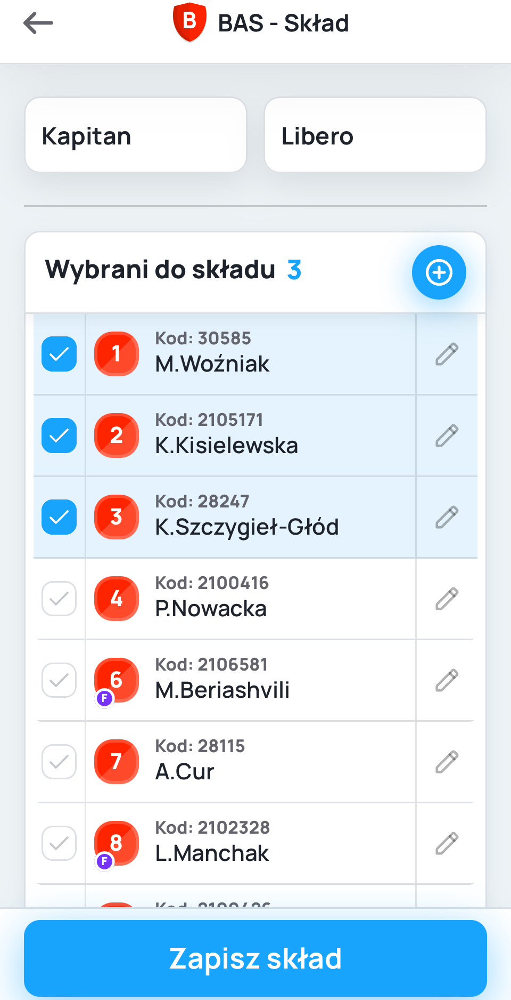 B BAS - Skład
Kapitan
Libero
Wybrani do składu 3
1 Kod: 30585
M.Woźniak
2 Kod: 2105171
K.Kisielewska
3 Kod: 28247
K.Szczygieł-Głód
4 Kod: 2100416
P.Nowacka
6 Kod: 2106581
F M.Beriashvili
7 Kod: 28115
A.Cur
8 Kod: 2102328
F L.Manchak
Kod:
Zapisz skład